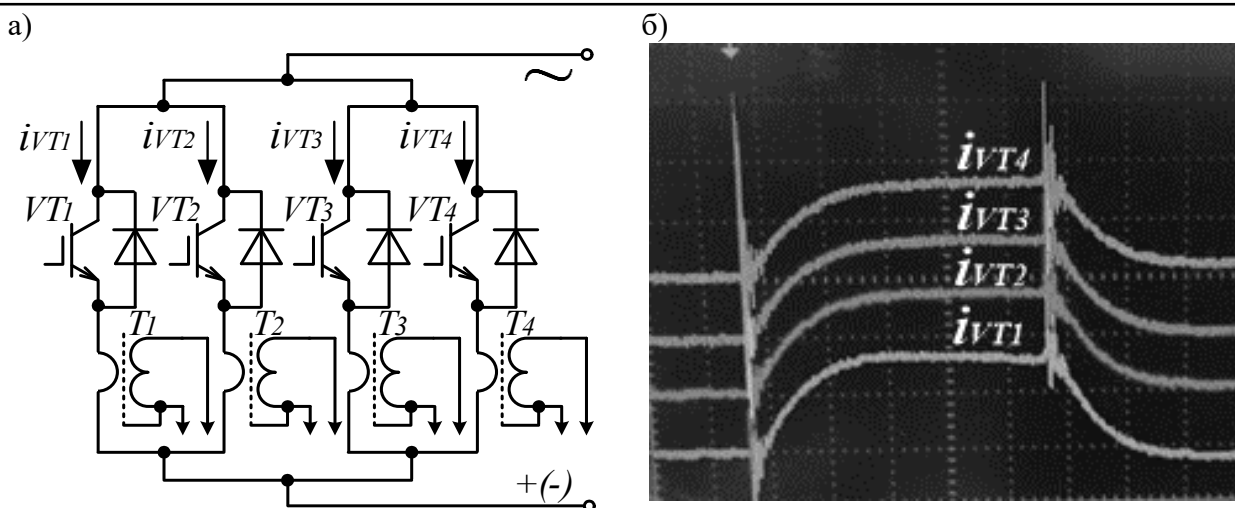 а)
б)
~
iVT1
iVT2
iVT3
iVT4
VT1
VT2
VT3
VT4
T1
T2
T3
T4
+(-)
iVT4
iVT3
iVT2
iVT1